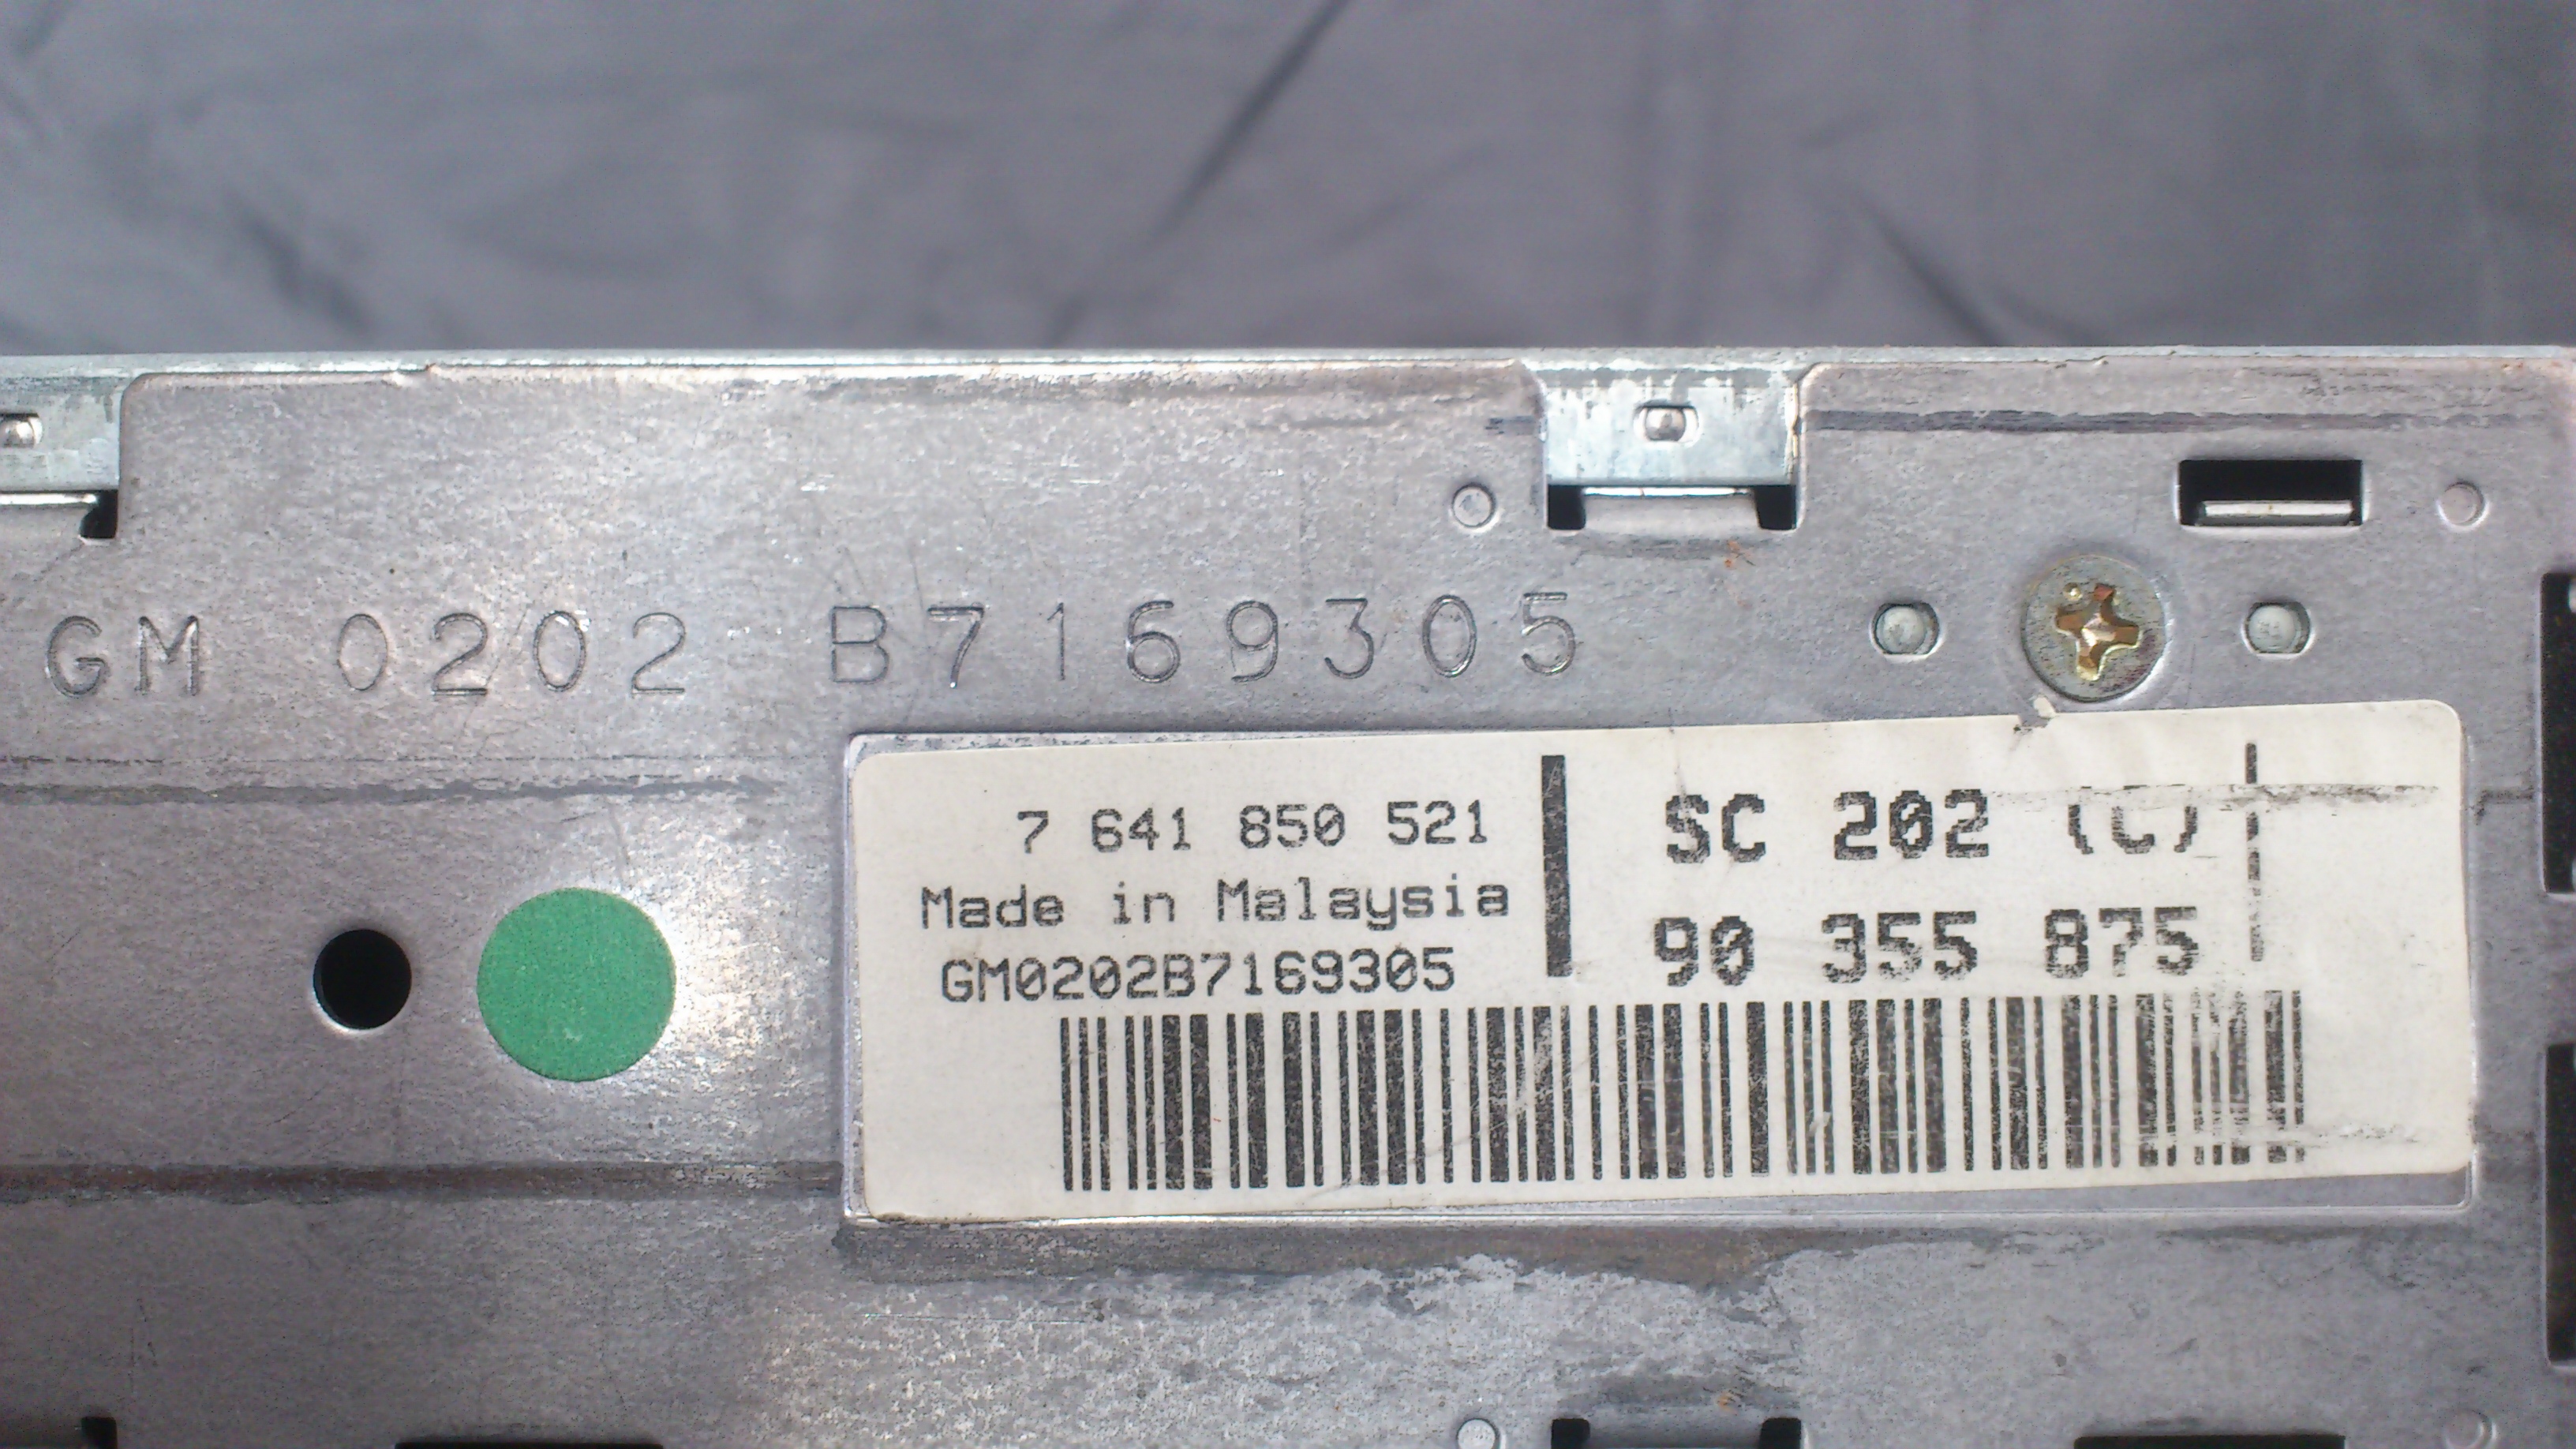 GM 0202 B7169305
7 641 850 521
Made in Malaysia
GM0202B7169305
SC 202 (C)
90 355 875